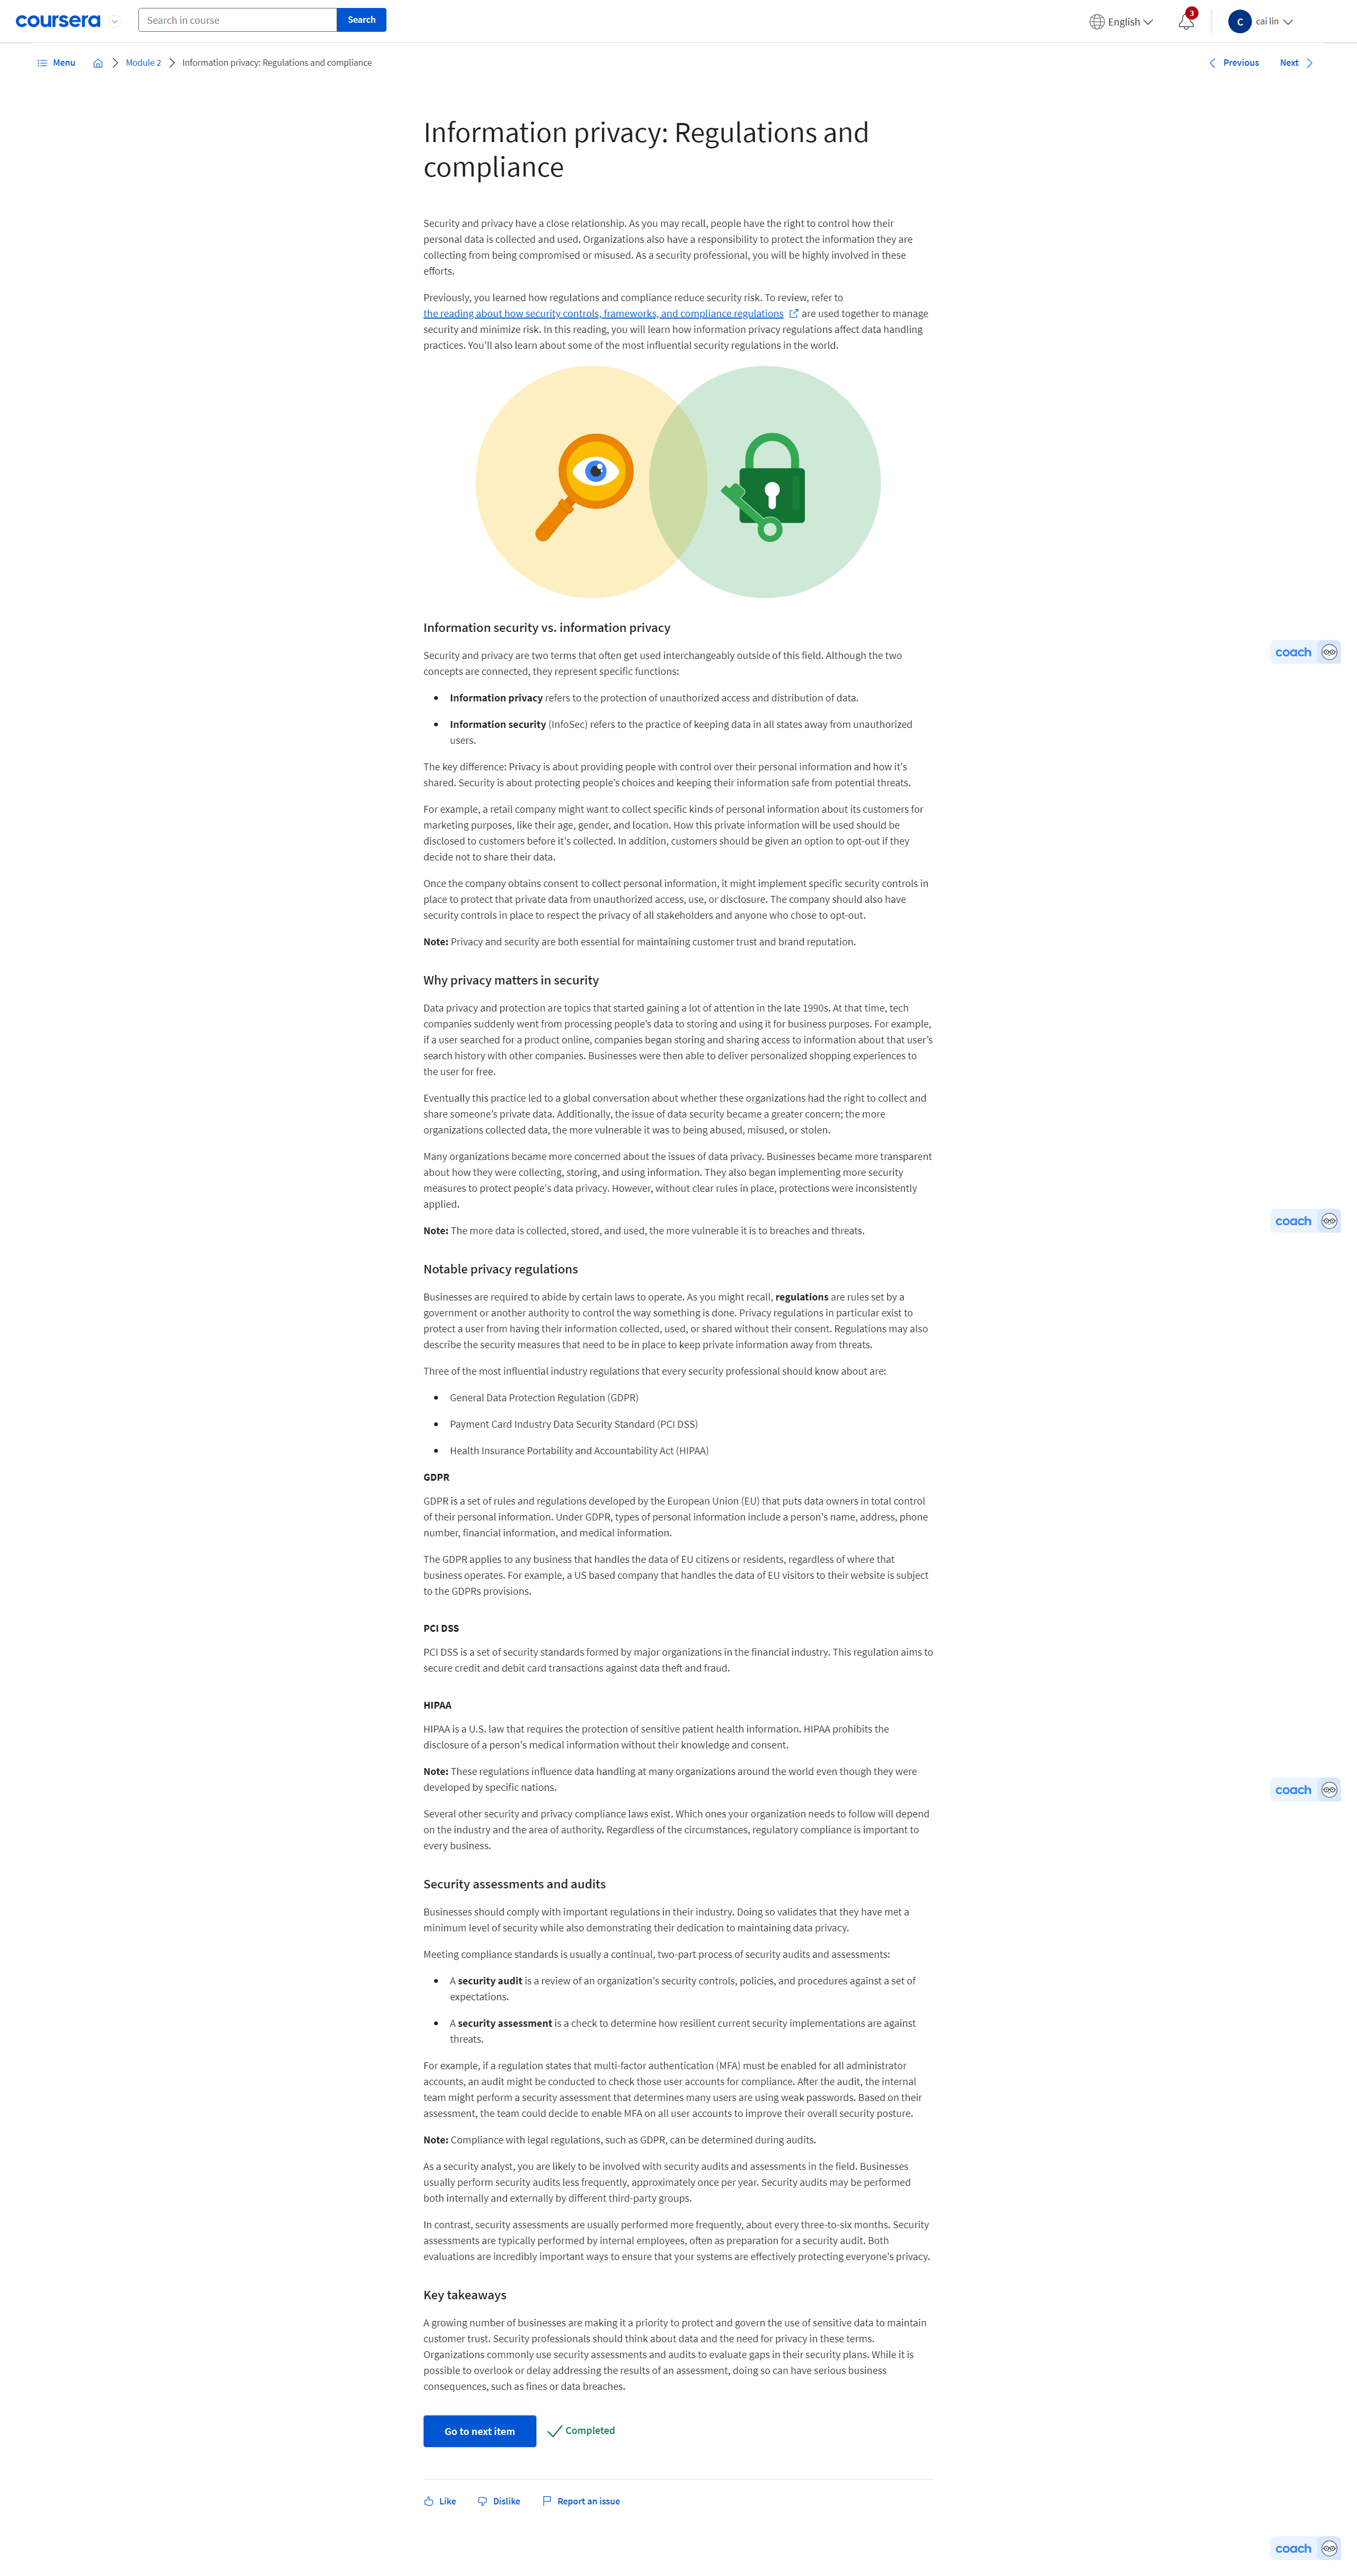 coursera
Search in course
Search
English
3
C
cai lin
Menu
Module 2
Information privacy: Regulations and compliance
Previous
Next
Information privacy: Regulations and
compliance
Security and privacy have a close relationship. As you may recall, people have the right to control how their
personal data is collected and used. Organizations also have a responsibility to protect the information they are
collecting from being compromised or misused. As a security professional, you will be highly involved in these
efforts.
Previously, you learned how regulations and compliance reduce security risk. To review, refer to
the reading about how security controls, frameworks, and compliance regulations are used together to manage
security and minimize risk. In this reading, you will learn how information privacy regulations affect data handling
practices. You'll also learn about some of the most influential security regulations in the world.
Information security vs. information privacy
coach
Security and privacy are two terms that often get used interchangeably outside of this field. Although the two
concepts are connected, they represent specific functions:
• Information privacy refers to the protection of unauthorized access and distribution of data.
• Information security (InfoSec) refers to the practice of keeping data in all states away from unauthorized
users.
The key difference: Privacy is about providing people with control over their personal information and how it's
shared. Security is about protecting people's choices and keeping their information safe from potential threats.
For example, a retail company might want to collect specific kinds of personal information about its customers for
marketing purposes, like their age, gender, and location. How this private information will be used should be
disclosed to customers before it's collected. In addition, customers should be given an option to opt-out if they
decide not to share their data.
Once the company obtains consent to collect personal information, it might implement specific security controls in
place to protect that private data from unauthorized access, use, or disclosure. The company should also have
security controls in place to respect the privacy of all stakeholders and anyone who chose to opt-out.
Note: Privacy and security are both essential for maintaining customer trust and brand reputation.
Why privacy matters in security
Data privacy and protection are topics that started gaining a lot of attention in the late 1990s. At that time, tech
companies suddenly went from processing people's data to storing and using it for business purposes. For example,
if a user searched for a product online, companies began storing and sharing access to information about that user's
search history with other companies. Businesses were then able to deliver personalized shopping experiences to
the user for free.
Eventually this practice led to a global conversation about whether these organizations had the right to collect and
share someone's private data. Additionally, the issue of data security became a greater concern; the more
organizations collected data, the more vulnerable it was to being abused, misused, or stolen.
Many organizations became more concerned about the issues of data privacy. Businesses became more transparent
about how they were collecting, storing, and using information. They also began implementing more security
measures to protect people's data privacy. However, without clear rules in place, protections were inconsistently
applied.
coach
Note: The more data is collected, stored, and used, the more vulnerable it is to breaches and threats.
Notable privacy regulations
Businesses are required to abide by certain laws to operate. As you might recall, regulations are rules set by a
government or another authority to control the way something is done. Privacy regulations in particular exist to
protect a user from having their information collected, used, or shared without their consent. Regulations may also
describe the security measures that need to be in place to keep private information away from threats.
Three of the most influential industry regulations that every security professional should know about are:
• General Data Protection Regulation (GDPR)
• Payment Card Industry Data Security Standard (PCI DSS)
• Health Insurance Portability and Accountability Act (HIPAA)
GDPR
GDPR is a set of rules and regulations developed by the European Union (EU) that puts data owners in total control
of their personal information. Under GDPR, types of personal information include a person's name, address, phone
number, financial information, and medical information.
The GDPR applies to any business that handles the data of EU citizens or residents, regardless of where that
business operates. For example, a US based company that handles the data of EU visitors to their website is subject
to the GDPRs provisions.
PCI DSS
PCI DSS is a set of security standards formed by major organizations in the financial industry. This regulation aims to
secure credit and debit card transactions against data theft and fraud.
HIPAA
HIPAA is a U.S. law that requires the protection of sensitive patient health information. HIPAA prohibits the
disclosure of a person's medical information without their knowledge and consent.
Note: These regulations influence data handling at many organizations around the world even though they were
developed by specific nations.
coach
Several other security and privacy compliance laws exist. Which ones your organization needs to follow will depend
on the industry and the area of authority. Regardless of the circumstances, regulatory compliance is important to
every business.
Security assessments and audits
Businesses should comply with important regulations in their industry. Doing so validates that they have met a
minimum level of security while also demonstrating their dedication to maintaining data privacy.
Meeting compliance standards is usually a continual, two-part process of security audits and assessments:
• A security audit is a review of an organization's security controls, policies, and procedures against a set of
expectations.
• A security assessment is a check to determine how resilient current security implementations are against
threats.
For example, if a regulation states that multi-factor authentication (MFA) must be enabled for all administrator
accounts, an audit might be conducted to check those user accounts for compliance. After the audit, the internal
team might perform a security assessment that determines many users are using weak passwords. Based on their
assessment, the team could decide to enable MFA on all user accounts to improve their overall security posture.
Note: Compliance with legal regulations, such as GDPR, can be determined during audits.
As a security analyst, you are likely to be involved with security audits and assessments in the field. Businesses
usually perform security audits less frequently, approximately once per year. Security audits may be performed
both internally and externally by different third-party groups.
In contrast, security assessments are usually performed more frequently, about every three-to-six months. Security
assessments are typically performed by internal employees, often as preparation for a security audit. Both
evaluations are incredibly important ways to ensure that your systems are effectively protecting everyone's privacy.
Key takeaways
A growing number of businesses are making it a priority to protect and govern the use of sensitive data to maintain
customer trust. Security professionals should think about data and the need for privacy in these terms.
Organizations commonly use security assessments and audits to evaluate gaps in their security plans. While it is
possible to overlook or delay addressing the results of an assessment, doing so can have serious business
consequences, such as fines or data breaches.
Go to next item
Completed
Like
Dislike
Report an issue
coach